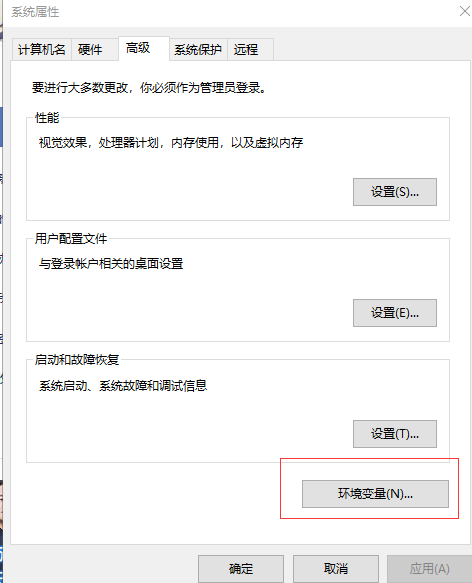 系统属性
计算机名 硬件 高级 系统保护 远程
要进行大多数更改，你必须作为管理员登录。
性能
视觉效果，处理器计划，内存使用，以及虚拟内存
设置(S)...
用户配置文件
与登录帐户相关的桌面设置
设置(E)...
启动和故障恢复
系统启动、系统故障和调试信息
设置(T)...
环境变量(N)...
确定 取消 应用(A)